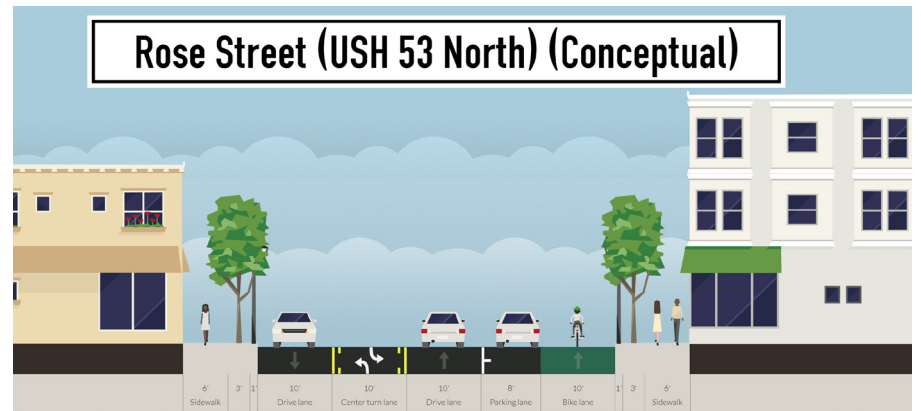 Rose Street (USH 53 North) (Conceptual)
6' 3' 1' 10' 10' 10' 8' 10' 1' 3' 6'
Sidewalk Drive lane Center turn lane Drive lane Parking lane Bike lane Sidewalk